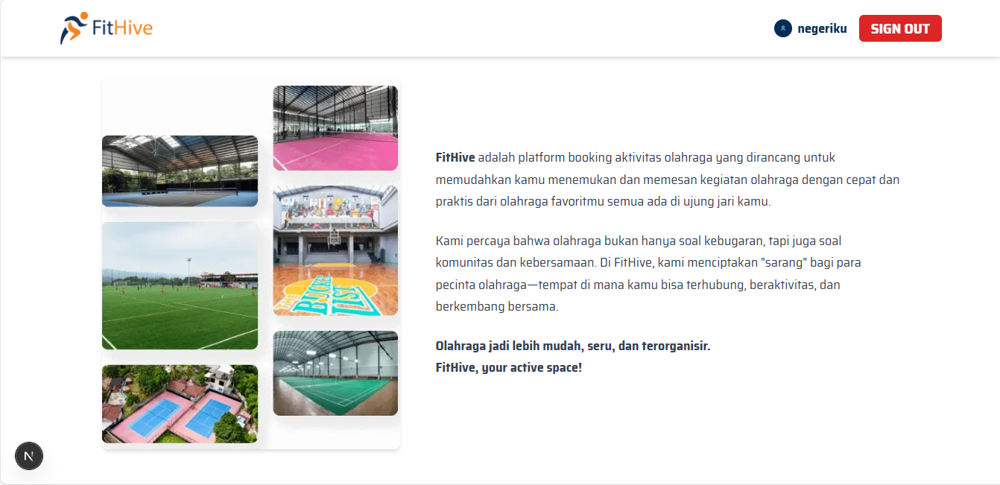 FitHive
negeriku
SIGN OUT
FitHive adalah platform booking aktivitas olahraga yang dirancang untuk
memudahkan kamu menemukan dan memesan kegiatan olahraga dengan cepat dan
praktis dari olahraga favoritmu semua ada di ujung jari kamu.
Kami percaya bahwa olahraga bukan hanya soal kebugaran, tapi juga soal
komunitas dan kebersamaan. Di FitHive, kami menciptakan "sarang" bagi para
pecinta olahraga—tempat di mana kamu bisa terhubung, beraktivitas, dan
berkembang bersama.
Olahraga jadi lebih mudah, seru, dan terorganisir.
FitHive, your active space!
THE
BUCKET
LIST
N